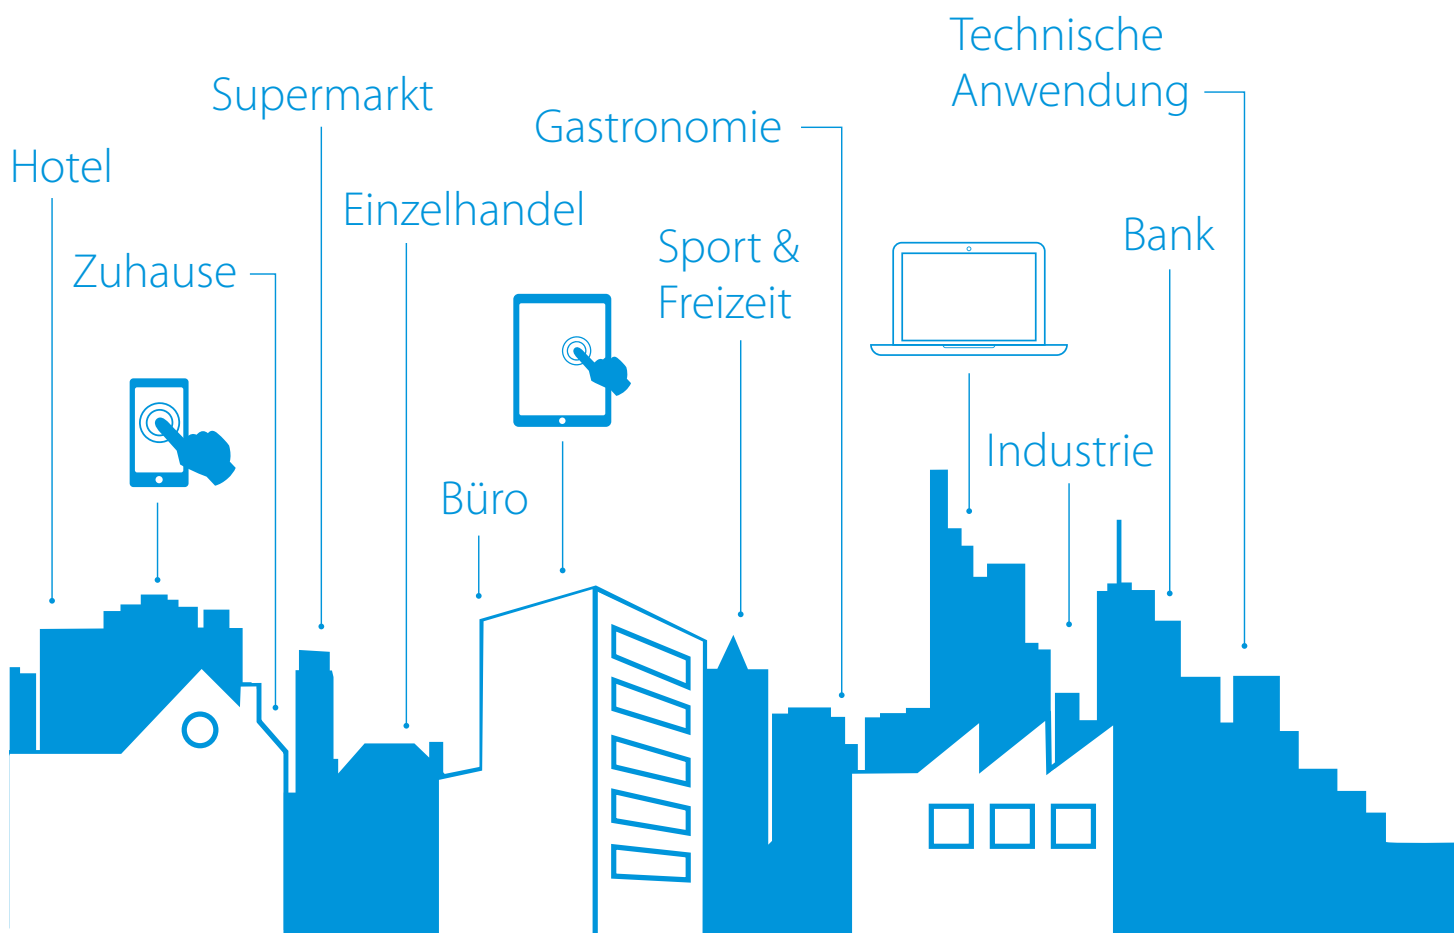 Technische
Anwendung
Supermarkt
Gastronomie
Hotel
Einzelhandel
Bank
Sport &
Freizeit
Zuhause
Industrie
Büro